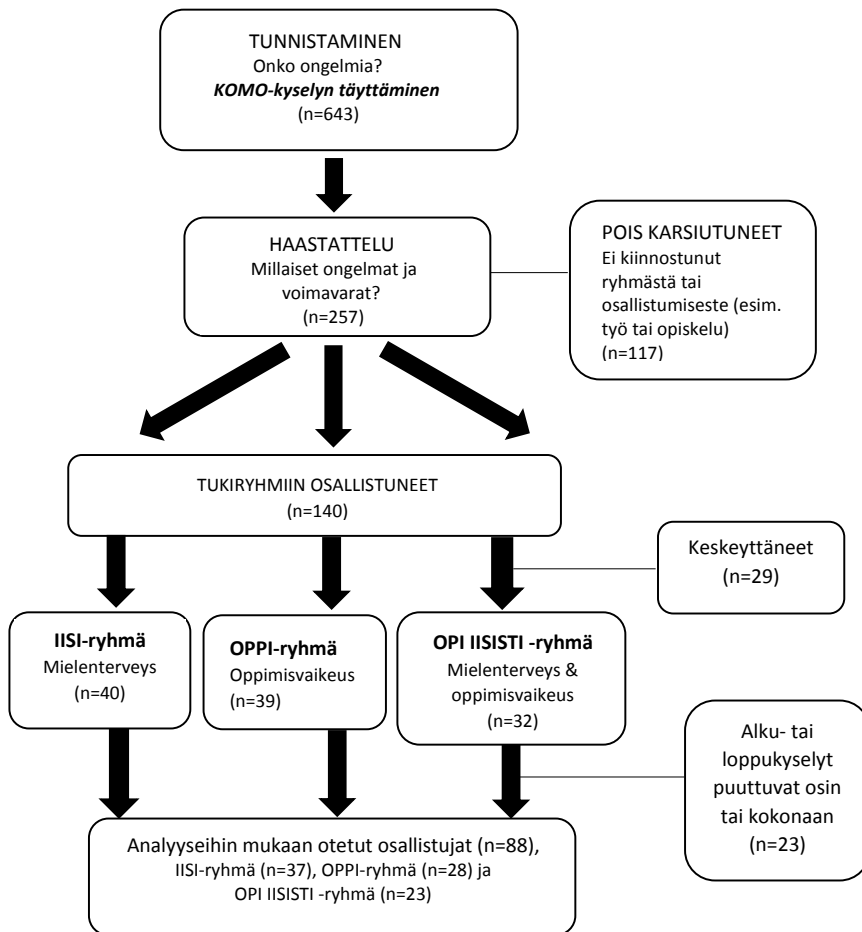 TUNNISTAMINEN
Onko ongelmia?
KOMO-kyselyn täyttäminen
(n=643)
HAASTATTELU
Millaiset ongelmat ja
voimavarat?
(n=257)
POIS KARSIUTUNEET
Ei kiinnostunut
ryhmästä tai
osallistumiseste (esim.
työ tai opiskelu)
(n=117)
TUKIRYHMIIN OSALLISTUNEET
(n=140)
Keskeyttäneet
(n=29)
IISI-ryhmä
Mielenterveys
(n=40)
OPPI-ryhmä
Oppimisvaikeus
(n=39)
OPI IISISTI -ryhmä
Mielenterveys &
oppimisvaikeus
(n=32)
Alku- tai
loppukyselyt
puuttuvat osin
tai kokonaan
(n=23)
Analyyseihin mukaan otetut osallistujat (n=88),
IISI-ryhmä (n=37), OPPI-ryhmä (n=28) ja
OPI IISISTI -ryhmä (n=23)